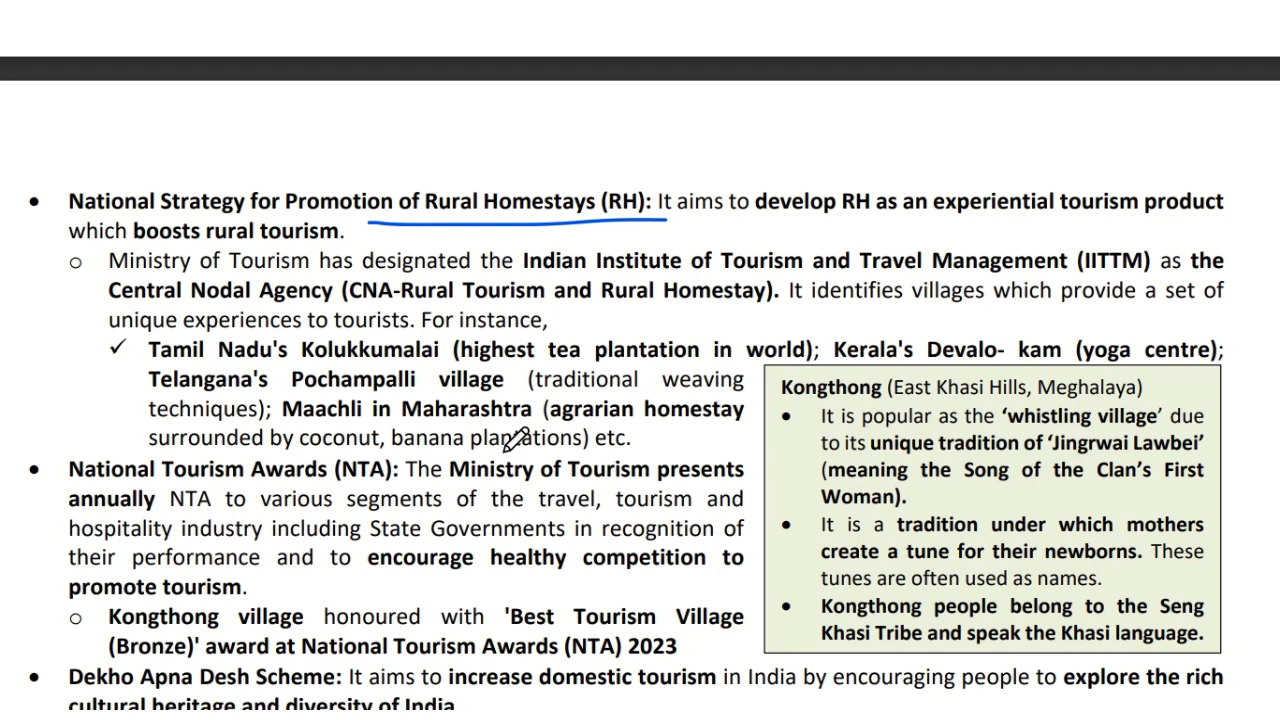 • National Strategy for Promotion of Rural Homestays (RH): It aims to develop RH as an experiential tourism product
which boosts rural tourism.
o Ministry of Tourism has designated the Indian Institute of Tourism and Travel Management (IITTM) as the
Central Nodal Agency (CNA-Rural Tourism and Rural Homestay). It identifies villages which provide a set of
unique experiences to tourists. For instance,
✓ Tamil Nadu's Kolukkumalai (highest tea plantation in world); Kerala's Devalo- kam (yoga centre);
Telangana's Pochampalli village (traditional weaving
techniques); Maachli in Maharashtra (agrarian homestay
surrounded by coconut, banana plantations) etc.
• National Tourism Awards (NTA): The Ministry of Tourism presents
annually NTA to various segments of the travel, tourism and
hospitality industry including State Governments in recognition of
their performance and to encourage healthy competition to
promote tourism.
o Kongthong village honoured with 'Best Tourism Village
(Bronze)' award at National Tourism Awards (NTA) 2023
Kongthong (East Khasi Hills, Meghalaya)
• It is popular as the ‘whistling village’ due
to its unique tradition of ‘Jingrwai Lawbei’
(meaning the Song of the Clan’s First
Woman).
• It is a tradition under which mothers
create a tune for their newborns. These
tunes are often used as names.
• Kongthong people belong to the Seng
Khasi Tribe and speak the Khasi language.
• Dekho Apna Desh Scheme: It aims to increase domestic tourism in India by encouraging people to explore the rich
cultural heritage and diversity of India